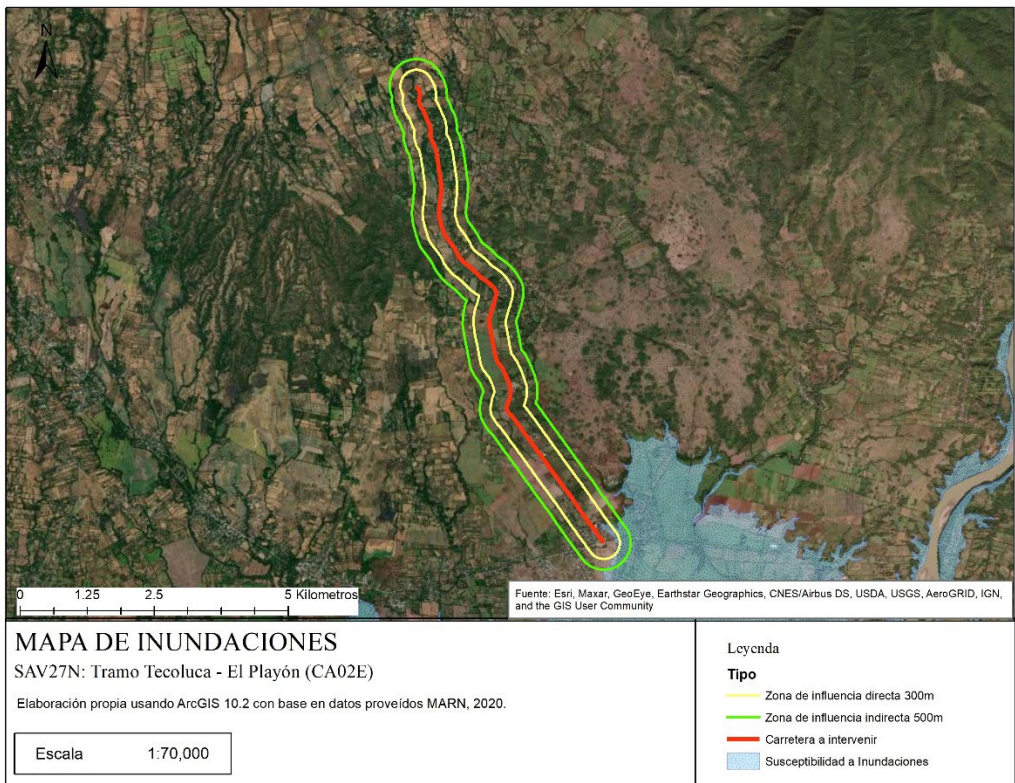 N
0 1.25 2.5 5 Kilometros
Fuente: Esri, Maxar, GeoEye, Earthstar Geographics, CNES/Airbus DS, USDA, USGS, AeroGRID, IGN,
and the GIS User Community
MAPA DE INUNDACIONES
SAV27N: Tramo Tecoluca - El Playón (CA02E)
Elaboración propia usando ArcGIS 10.2 con base en datos proveídos MARN, 2020.
Escala 1:70,000
Leyenda
Tipo
Zona de influencia directa 300m
Zona de influencia indirecta 500m
Carretera a intervenir
Susceptibilidad a Inundaciones